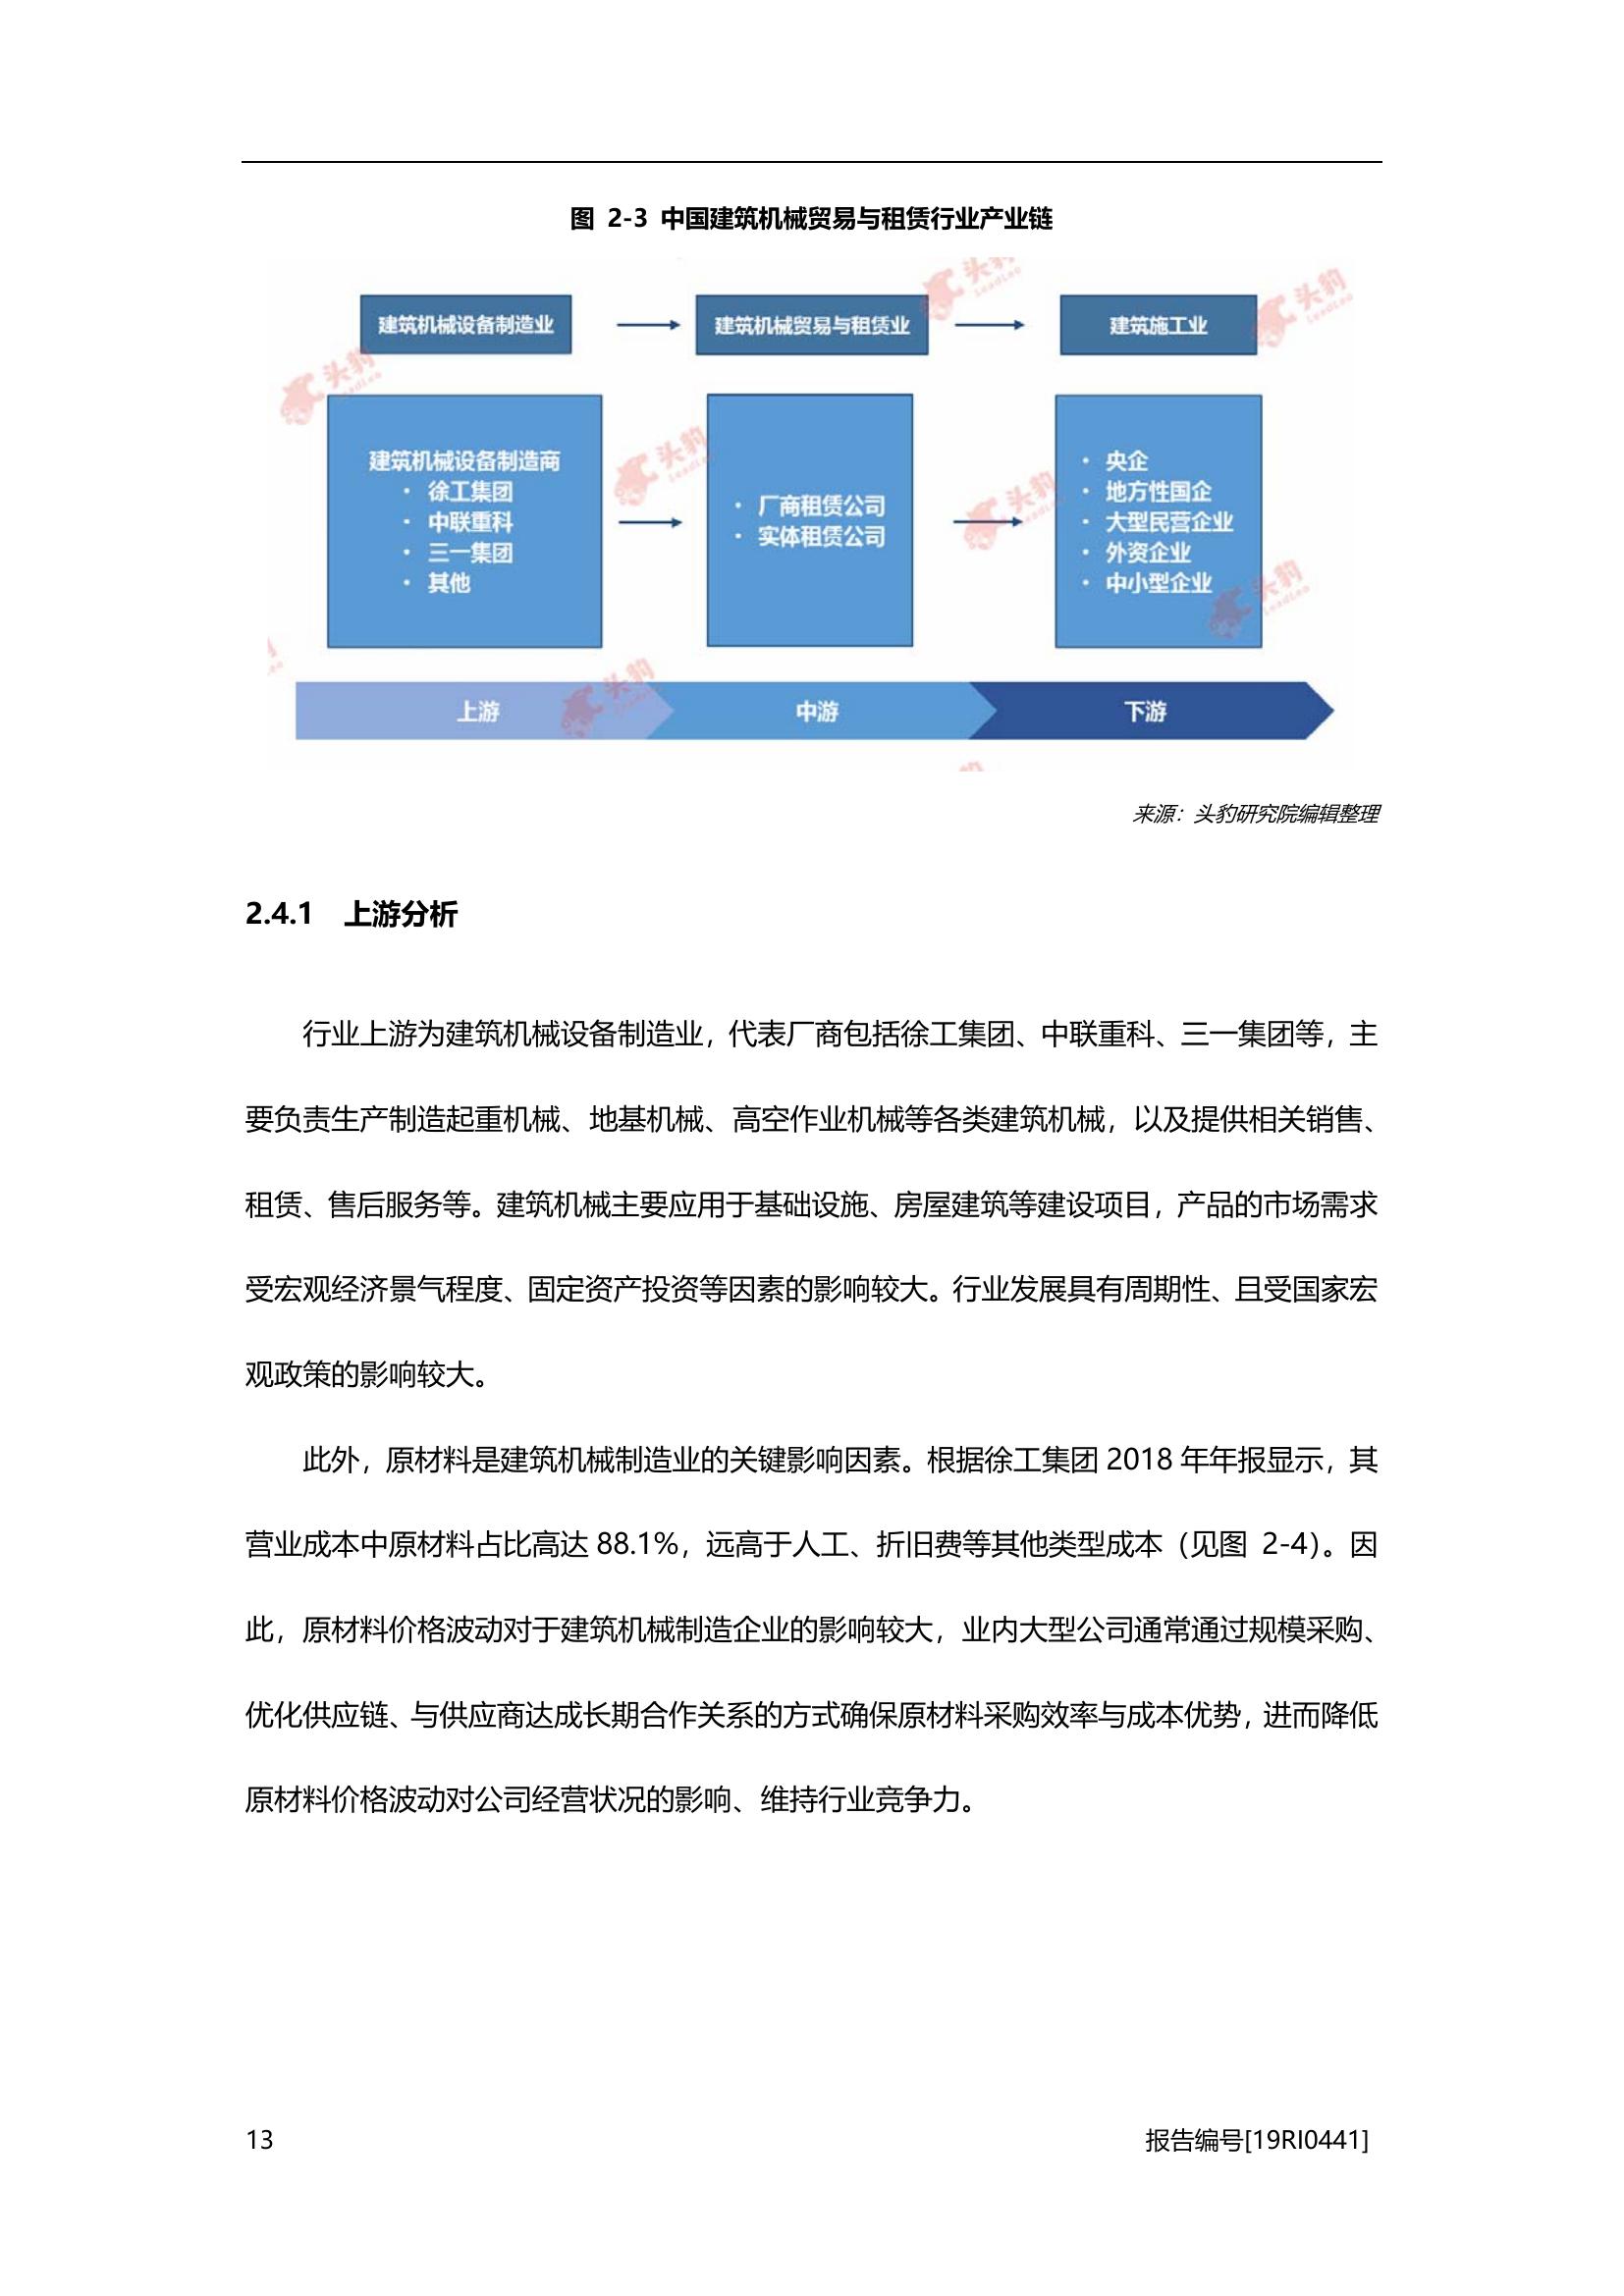 图 2-3 中国建筑机械贸易与租赁行业产业链
建筑机械设备制造业
建筑机械贸易与租赁业
建筑施工业
建筑机械设备制造商
• 徐工集团
• 中联重科
• 三一集团
• 其他
• 厂商租赁公司
• 实体租赁公司
• 央企
• 地方性国企
• 大型民营企业
• 外资企业
• 中小型企业
上游
中游
下游
头豹
LeadLeo
头豹
LeadLeo
头豹
LeadLeo
头豹
LeadLeo
头豹
LeadLeo
头豹
LeadLeo
头豹
来源：头豹研究院编辑整理
2.4.1 上游分析
行业上游为建筑机械设备制造业，代表厂商包括徐工集团、中联重科、三一集团等，主
要负责生产制造起重机械、地基机械、高空作业机械等各类建筑机械，以及提供相关销售、
租赁、售后服务等。建筑机械主要应用于基础设施、房屋建筑等建设项目，产品的市场需求
受宏观经济景气程度、固定资产投资等因素的影响较大。行业发展具有周期性、且受国家宏
观政策的影响较大。
此外，原材料是建筑机械制造业的关键影响因素。根据徐工集团 2018 年年报显示，其
营业成本中原材料占比高达 88.1%，远高于人工、折旧费等其他类型成本（见图 2-4）。因
此，原材料价格波动对于建筑机械制造企业的影响较大，业内大型公司通常通过规模采购、
优化供应链、与供应商达成长期合作关系的方式确保原材料采购效率与成本优势，进而降低
原材料价格波动对公司经营状况的影响、维持行业竞争力。
13
报告编号[19RI0441]